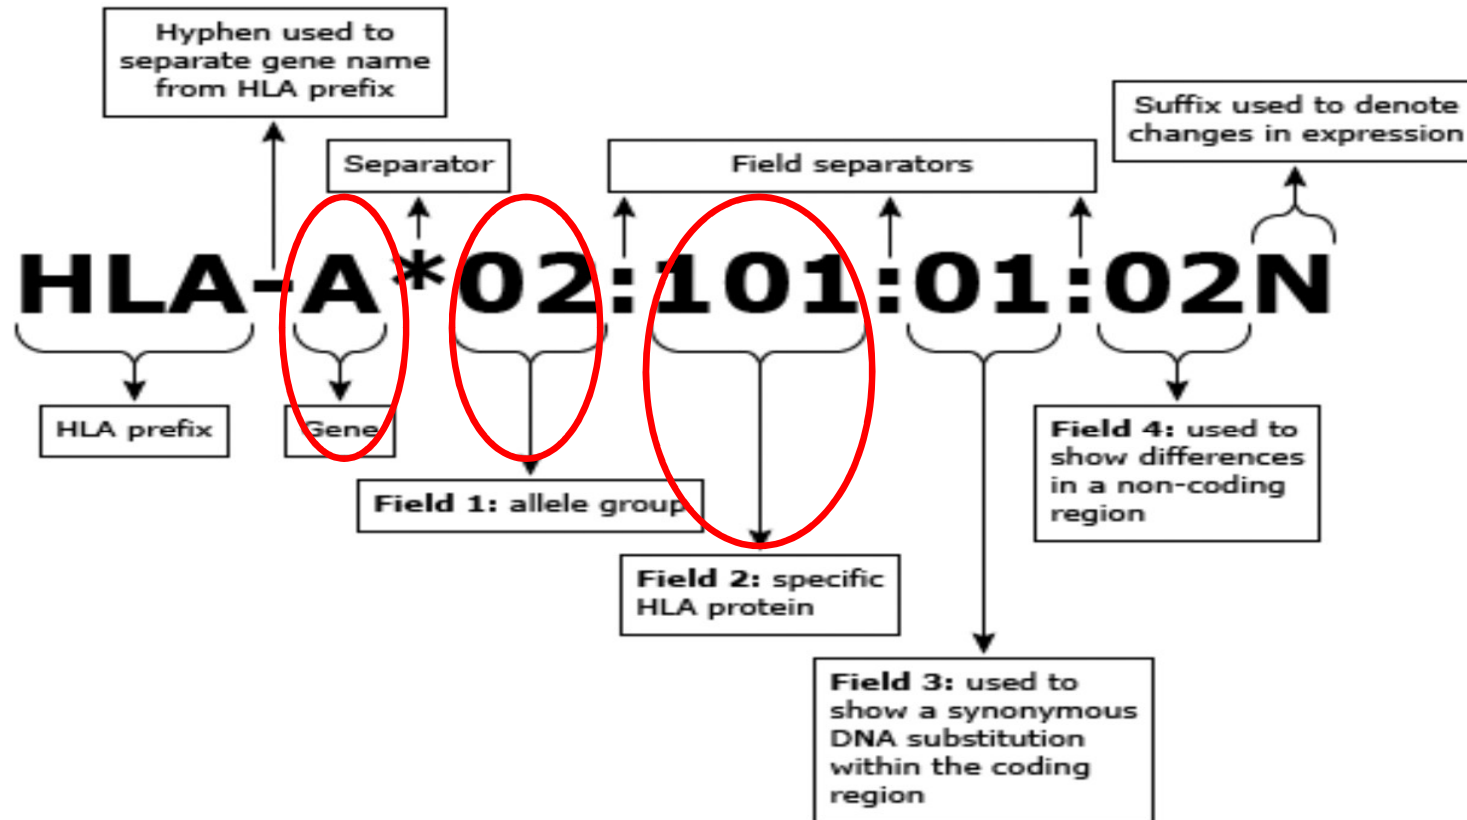 Hyphen used to
separate gene name
from HLA prefix
Suffix used to denote
changes in expression
Separator
Field separators
HLA-A*02:101:01:02N
HLA prefix
Gene
Field 1: allele group
Field 2: specific
HLA protein
Field 3: used to
show a synonymous
DNA substitution
within the coding
region
Field 4: used to
show differences
in a non-coding
region